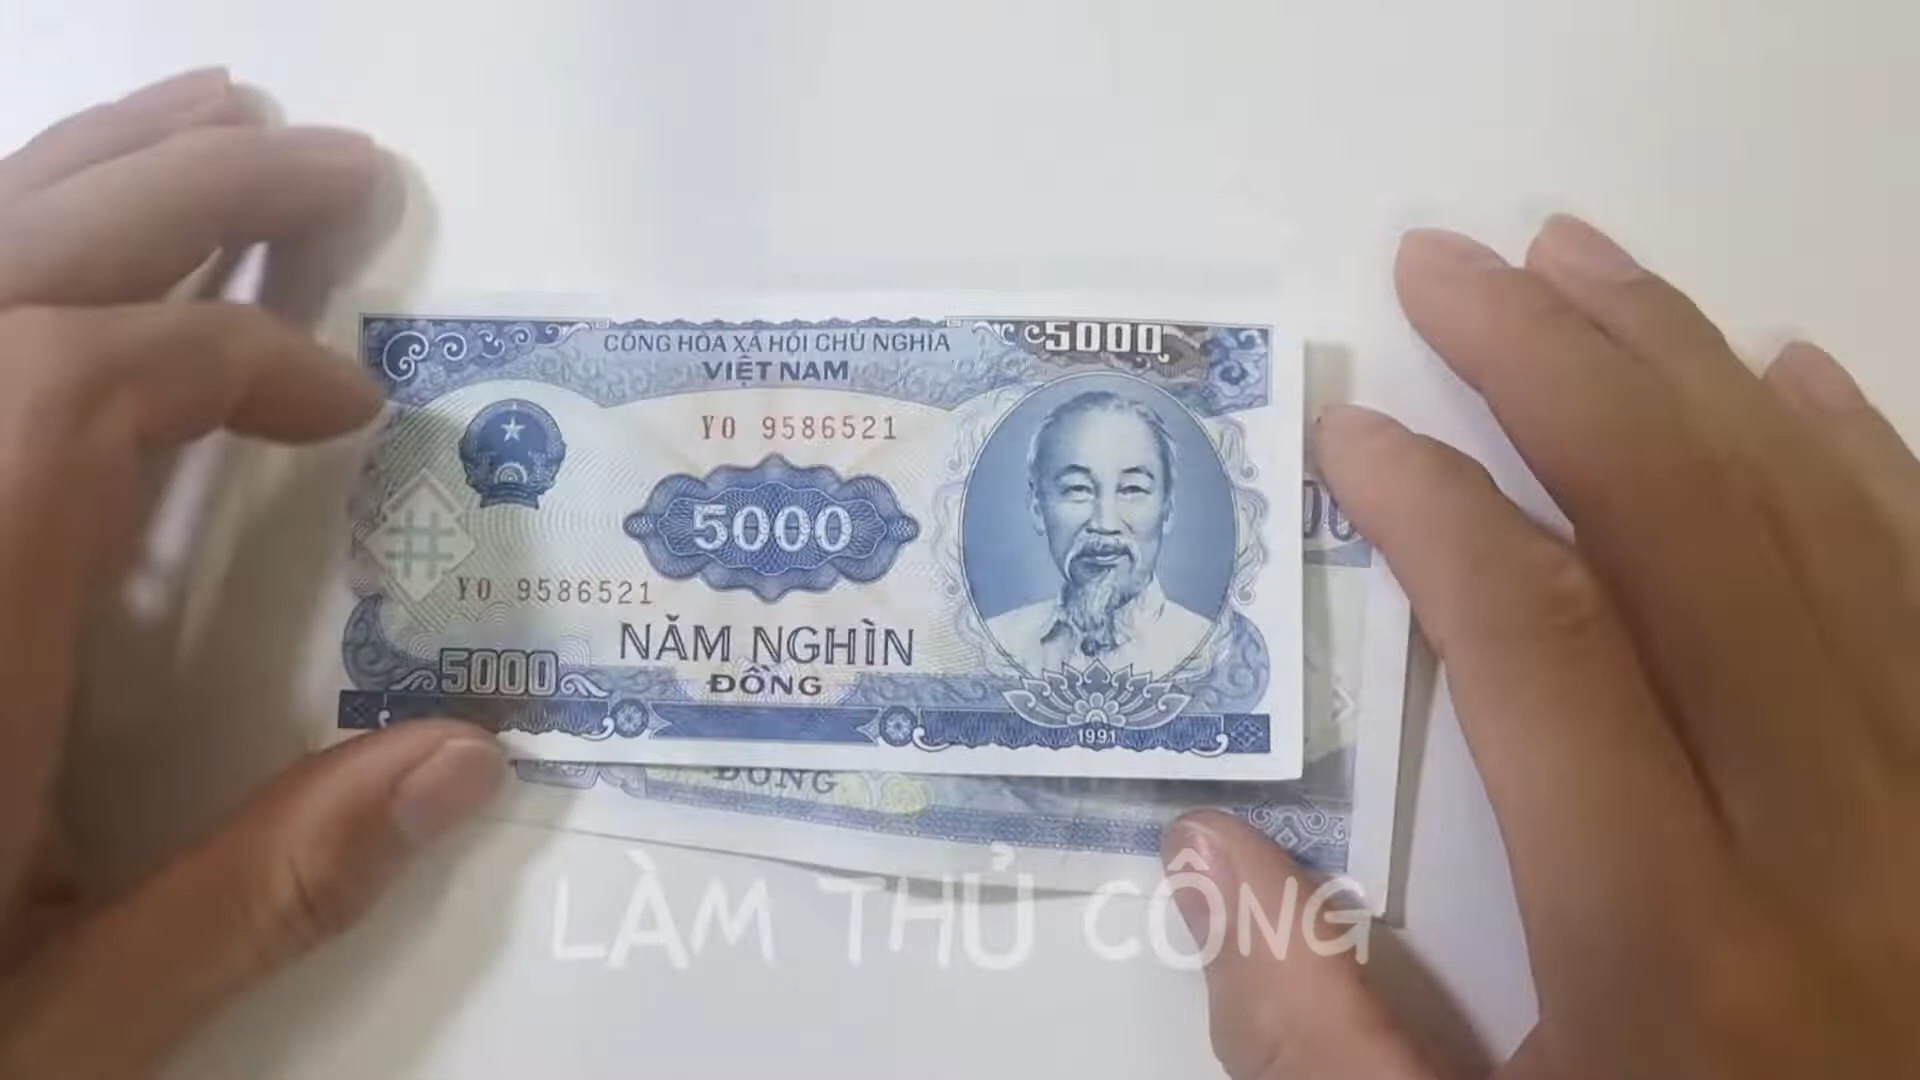 CỘNG HÒA XÃ HỘI CHỦ NGHĨA
VIỆT NAM
5000
YO 9586521
5000
YO 9586521
NĂM NGHÌN
ĐỒNG
5000
1991
ĐỒNG
LÀM THỦ CÔNG